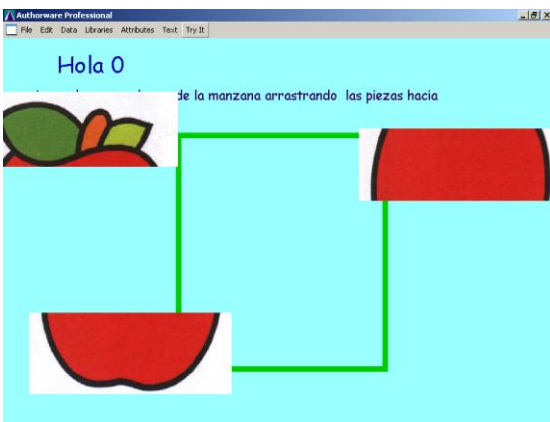 Authorware Professional
File Edit Data Libraries Attributes Text Try It
Hola 0
de la manzana arrastrando las piezas hacia